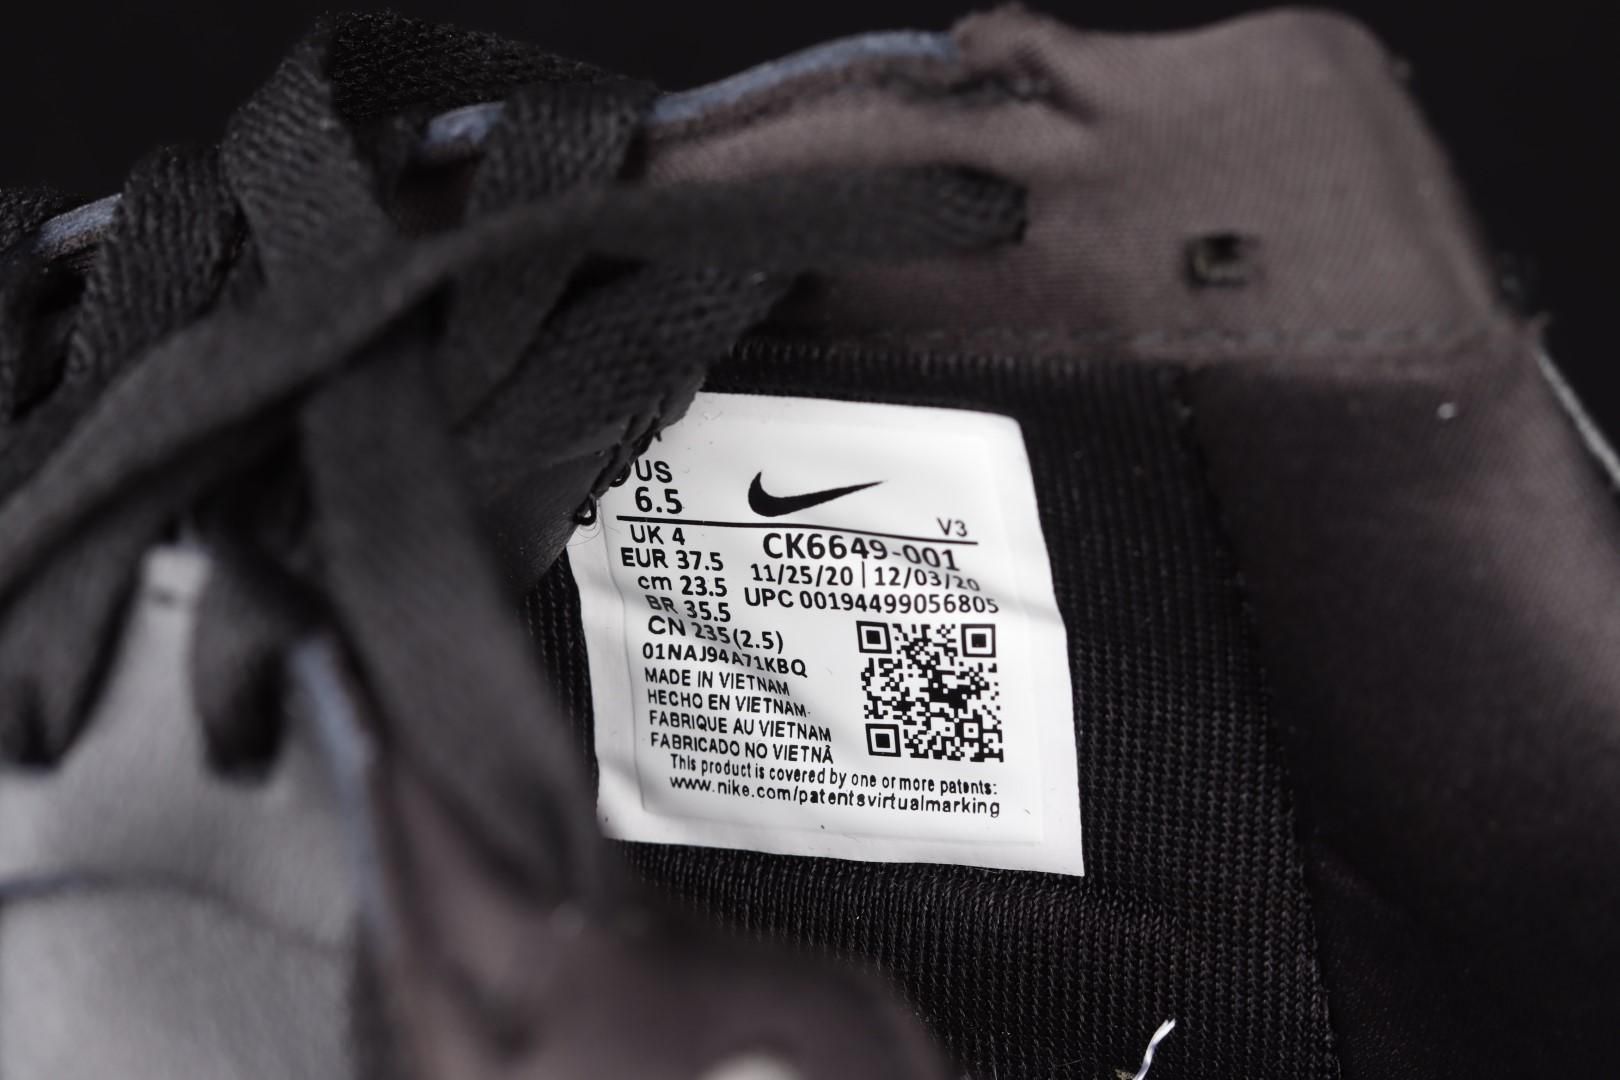 US
6.5
V3
UK 4
EUR 37.5
cm 23.5
BR 35.5
CN 235(2.5)
01NAJ94A71KBQ
CK6649-001
11/25/20 | 12/03/20
UPC 00194499056805
MADE IN VIETNAM
HECHO EN VIETNAM
FABRIQUE AU VIETNAM
FABRICADO NO VIETNÃ
This product is covered by one or more patents:
www.nike.com/patentsvirtualmarking